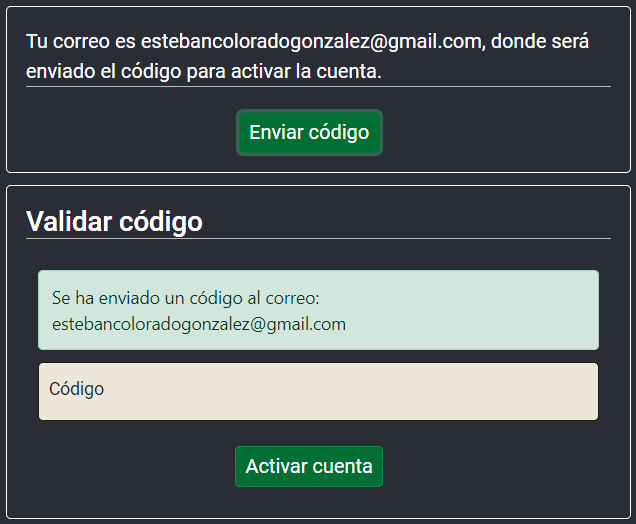 Tu correo es estebancoloradogonzalez@gmail.com, donde será
enviado el código para activar la cuenta.
Enviar código
Validar código
Se ha enviado un código al correo:
estebancoloradogonzalez@gmail.com
Código
Activar cuenta